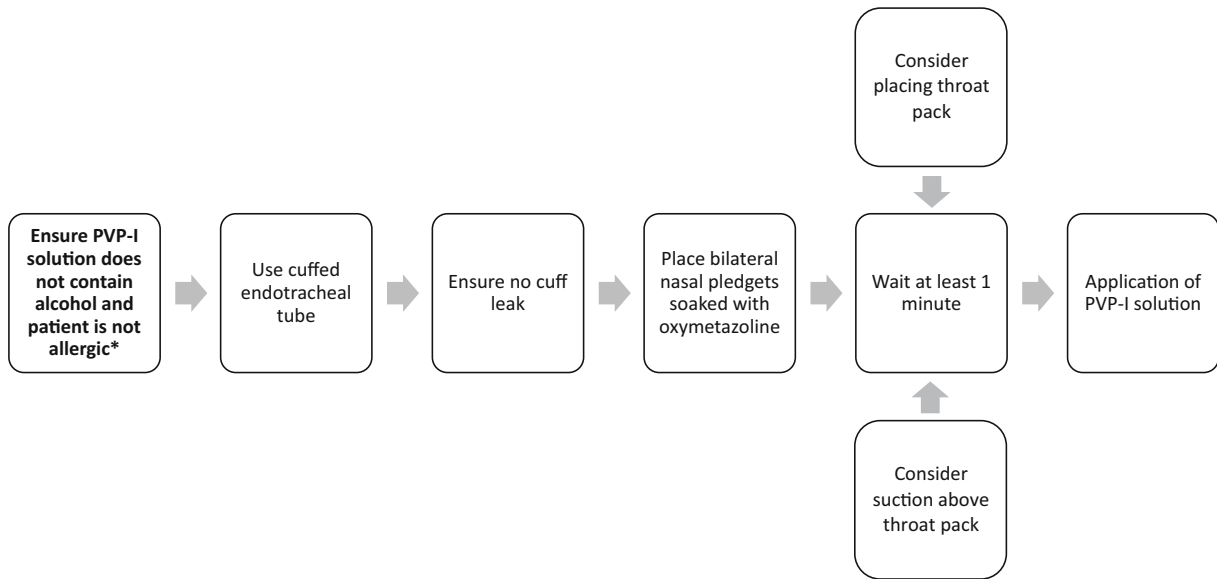 Consider
placing throat
pack
Ensure PVP-I
solution does
not contain
alcohol and
patient is not
allergic*
Use cuffed
endotracheal
tube
Ensure no cuff
leak
Place bilateral
nasal pledgets
soaked with
oxymetazoline
Wait at least 1
minute
Application of
PVP-I solution
Consider
suction above
throat pack